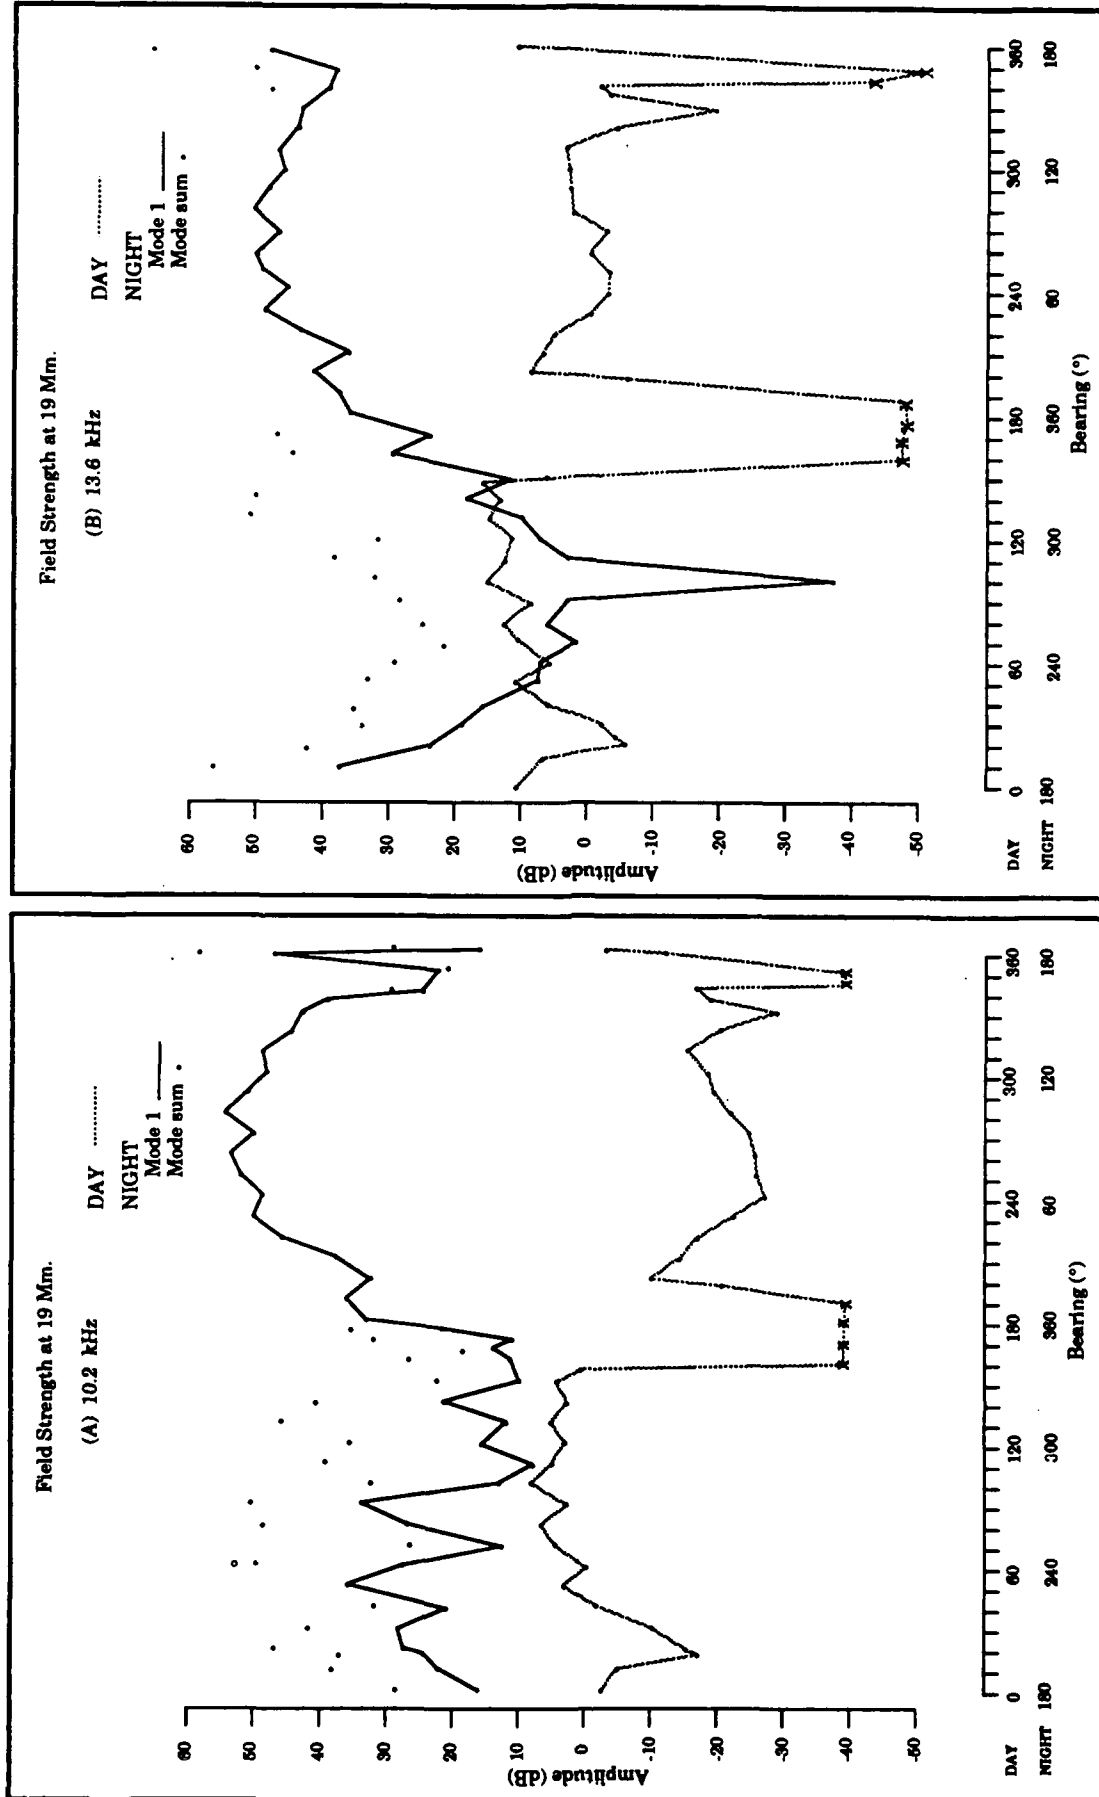 Field Strength at 19 Mm.
(A) 10.2 kHz
DAY
NIGHT
Mode 1
Mode sum
60
50
40
30
20
10
0
-10
-20
-30
-40
-50
Amplitude (dB)
DAY 0 60 120 180 240 300 360
NIGHT 180 240 300 360 60 120 180
Bearing (°)
Field Strength at 19 Mm.
(B) 13.6 kHz
DAY
NIGHT
Mode 1
Mode sum
60
50
40
30
20
10
0
-10
-20
-30
-40
-50
Amplitude (dB)
DAY 0 60 120 180 240 300 360
NIGHT 180 240 300 360 60 120 180
Bearing (°)